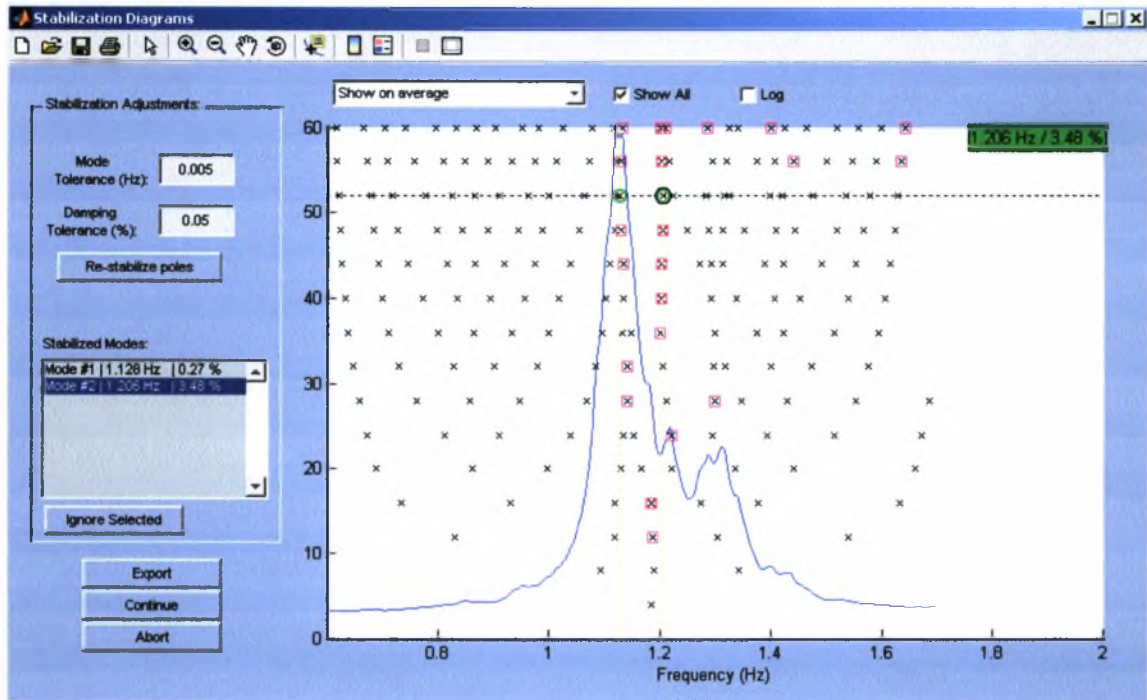 Stabilization Diagrams
Show on average
Show All
Log
Stabilization Adjustments:
Mode
Tolerance (Hz):
0.005
Damping
Tolerance (%):
0.05
Re-stabilize poles
Stabilized Modes:
Mode #1 | 1.128 Hz | 0.27 %
Mode #2 | 1.206 Hz | 3.48 %
Ignore Selected
Export
Continue
Abort
60
50
40
30
20
10
0
0.8
1
1.2
1.4
1.6
1.8
2
Frequency (Hz)
1.206 Hz / 3.48 %